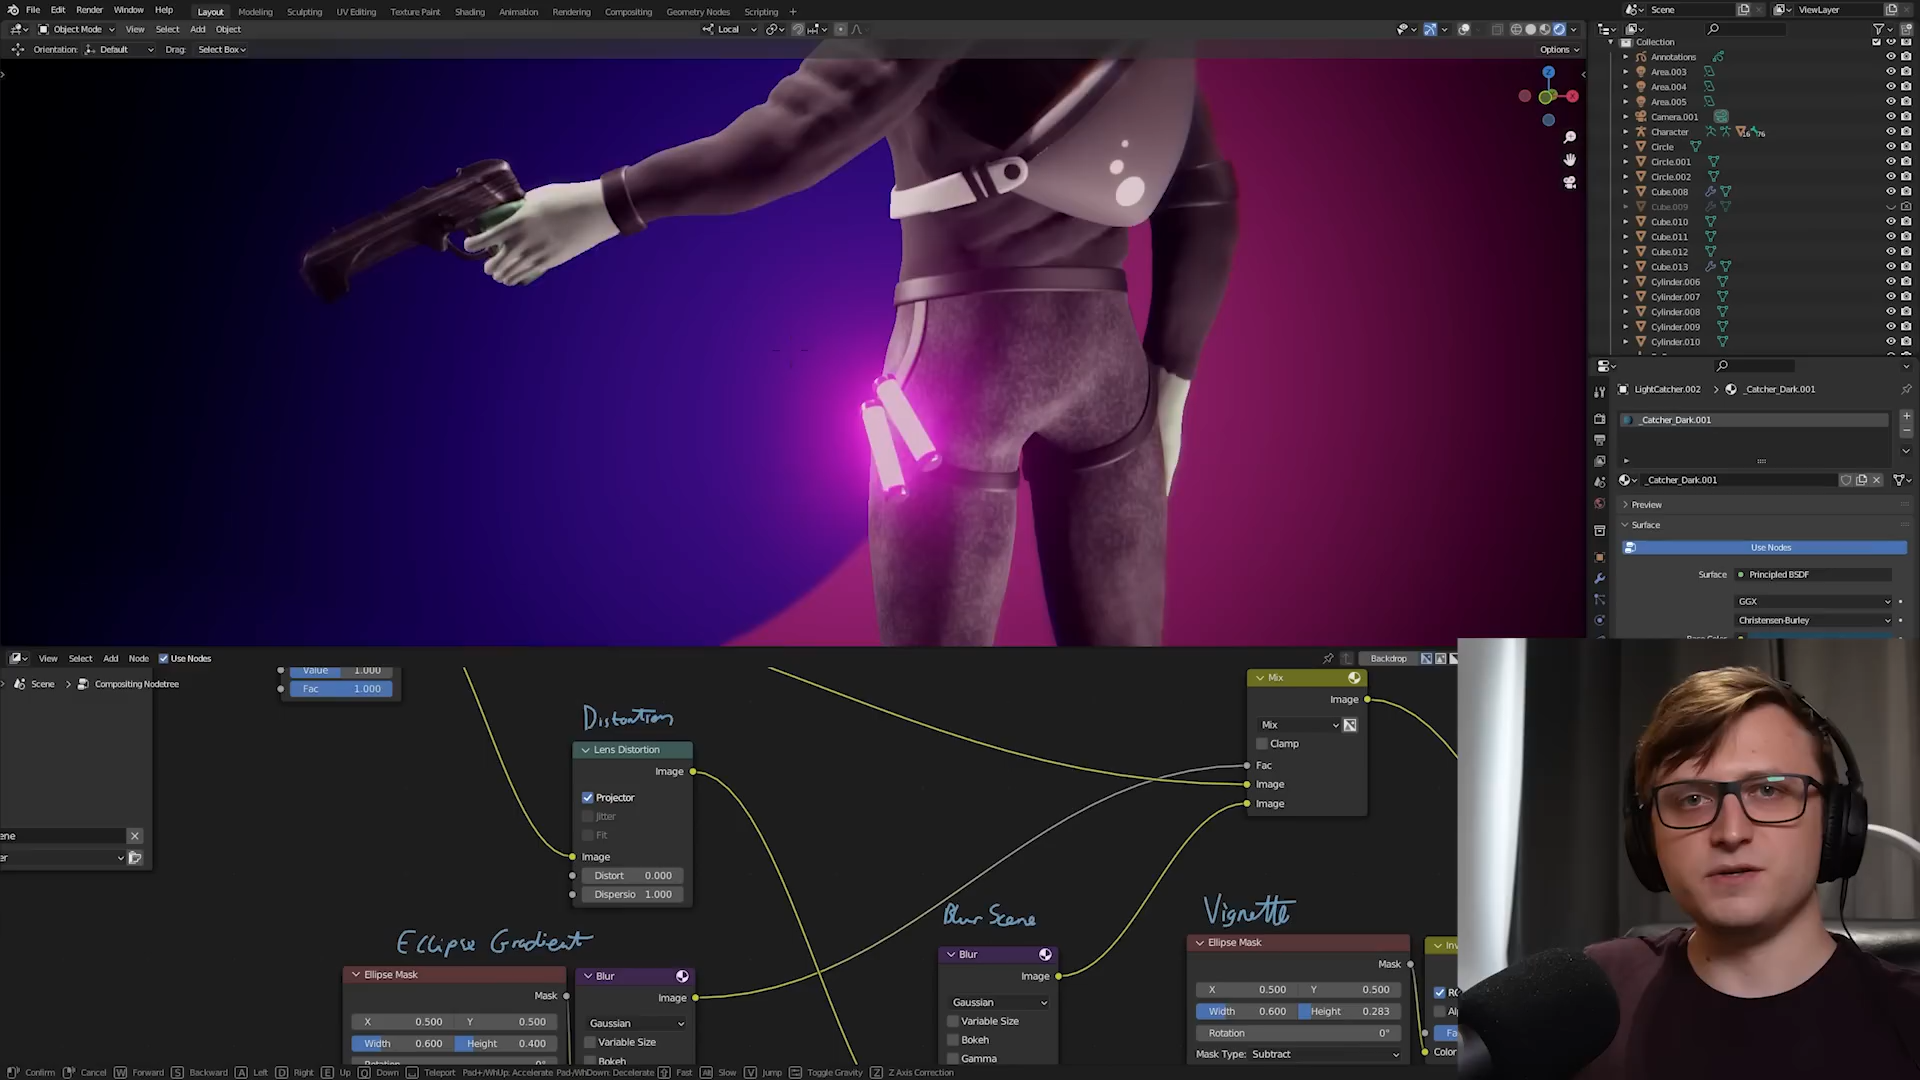 File Edit Render Window Help Layout Modeling Sculpting UV Editing Texture Paint Shading Animation Rendering Compositing Geometry Nodes Scripting + Scene ViewLayer
Object Mode View Select Add Object Local
Orientation: Default Drag: Select Box Options
Z
Collection
Annotations
Area.003
Area.004
Area.005
Camera.001
Character
Circle
Circle.001
Circle.002
Cube.008
Cube.009
Cube.010
Cube.011
Cube.012
Cube.013
Cylinder.006
Cylinder.007
Cylinder.008
Cylinder.009
Cylinder.010
LightCatcher.002 > _Catcher_Dark.001
_Catcher_Dark.001
_Catcher_Dark.001
Preview
Surface
Use Nodes
Surface Principled BSDF
GGX
Christensen-Burley
View Select Add Node Use Nodes Backdrop
Scene > Compositing Nodetree
Value 1.000
Fac 1.000
Distortion
Lens Distortion
Image
Projector
Jitter
Fit
Image
Distort 0.000
Dispersio 1.000
Mix
Image
Mix
Clamp
Fac
Image
Image
Ellipse Gradient
Ellipse Mask
Mask
X 0.500 Y 0.500
Width 0.600 Height 0.400
Rotation 0°
Blur
Image
Gaussian
Variable Size
Bokeh
Blur Scene
Blur
Image
Gaussian
Variable Size
Bokeh
Gamma
Vignette
Ellipse Mask
Mask
X 0.500 Y 0.500
Width 0.600 Height 0.283
Rotation 0°
Mask Type: Subtract
Confirm Cancel W Forward S Backward A Left D Right E Up Q Down Teleport Pad+/WhUp: Accelerate Pad-/WhDown: Decelerate Fast Alt Slow V Jump Toggle Gravity Z Z Axis Correction